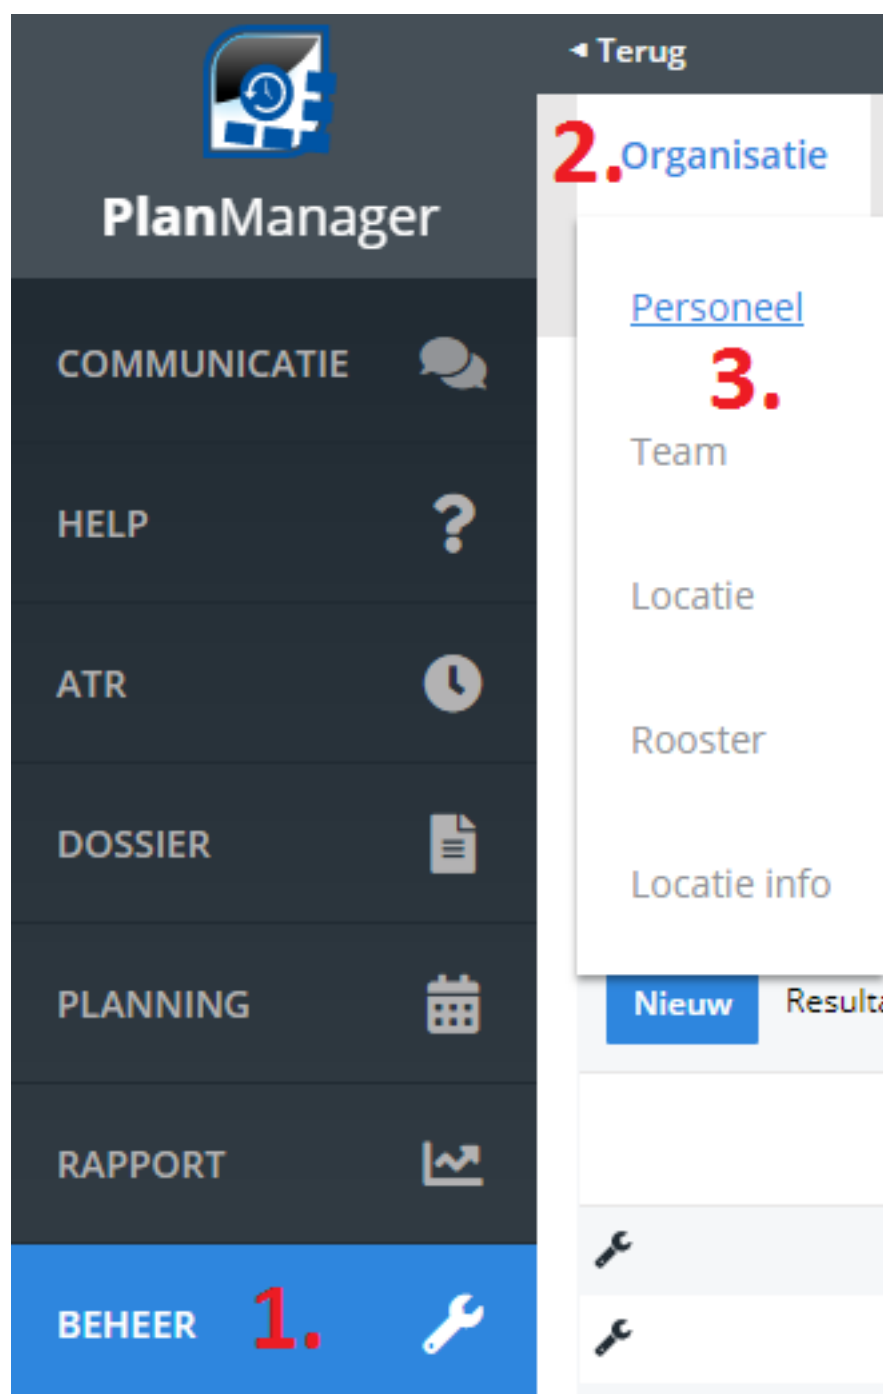 PlanManager
COMMUNICATIE
HELP
ATR
DOSSIER
PLANNING
RAPPORT
BEHEER 1.
Terug
2. Organisatie
Personeel
3.
Team
Locatie
Rooster
Locatie info
Nieuw Resulta